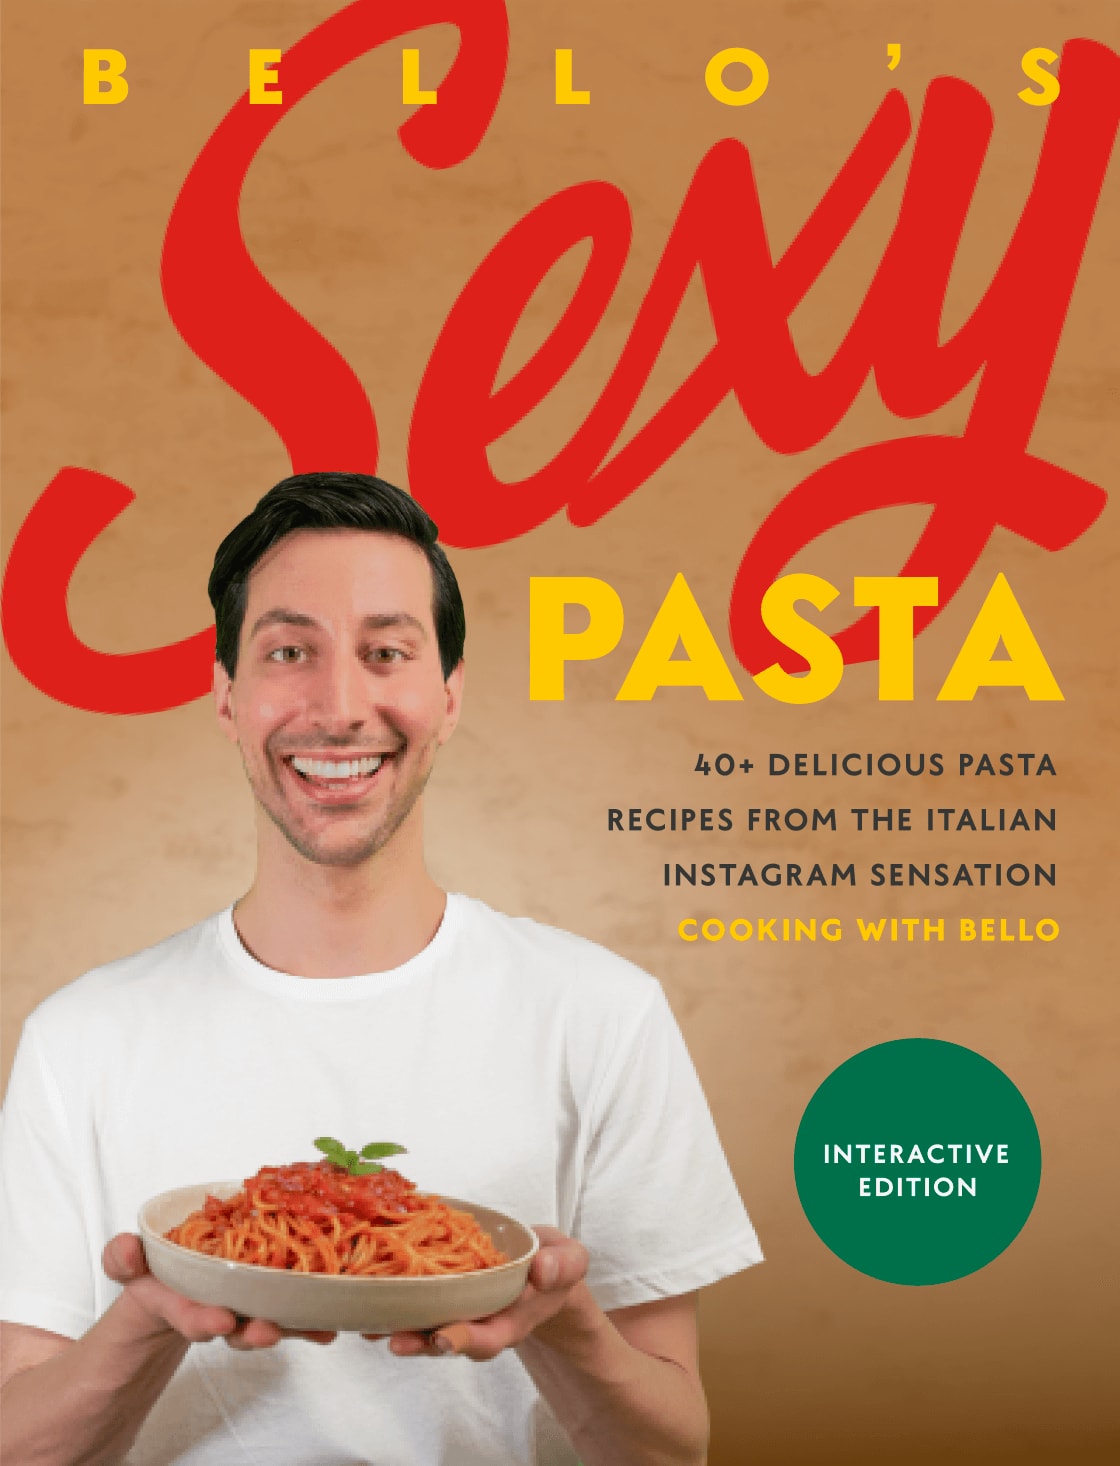 BELLO'S
Sexy
PASTA
40+ DELICIOUS PASTA
RECIPES FROM THE ITALIAN
INSTAGRAM SENSATION
COOKING WITH BELLO
INTERACTIVE
EDITION